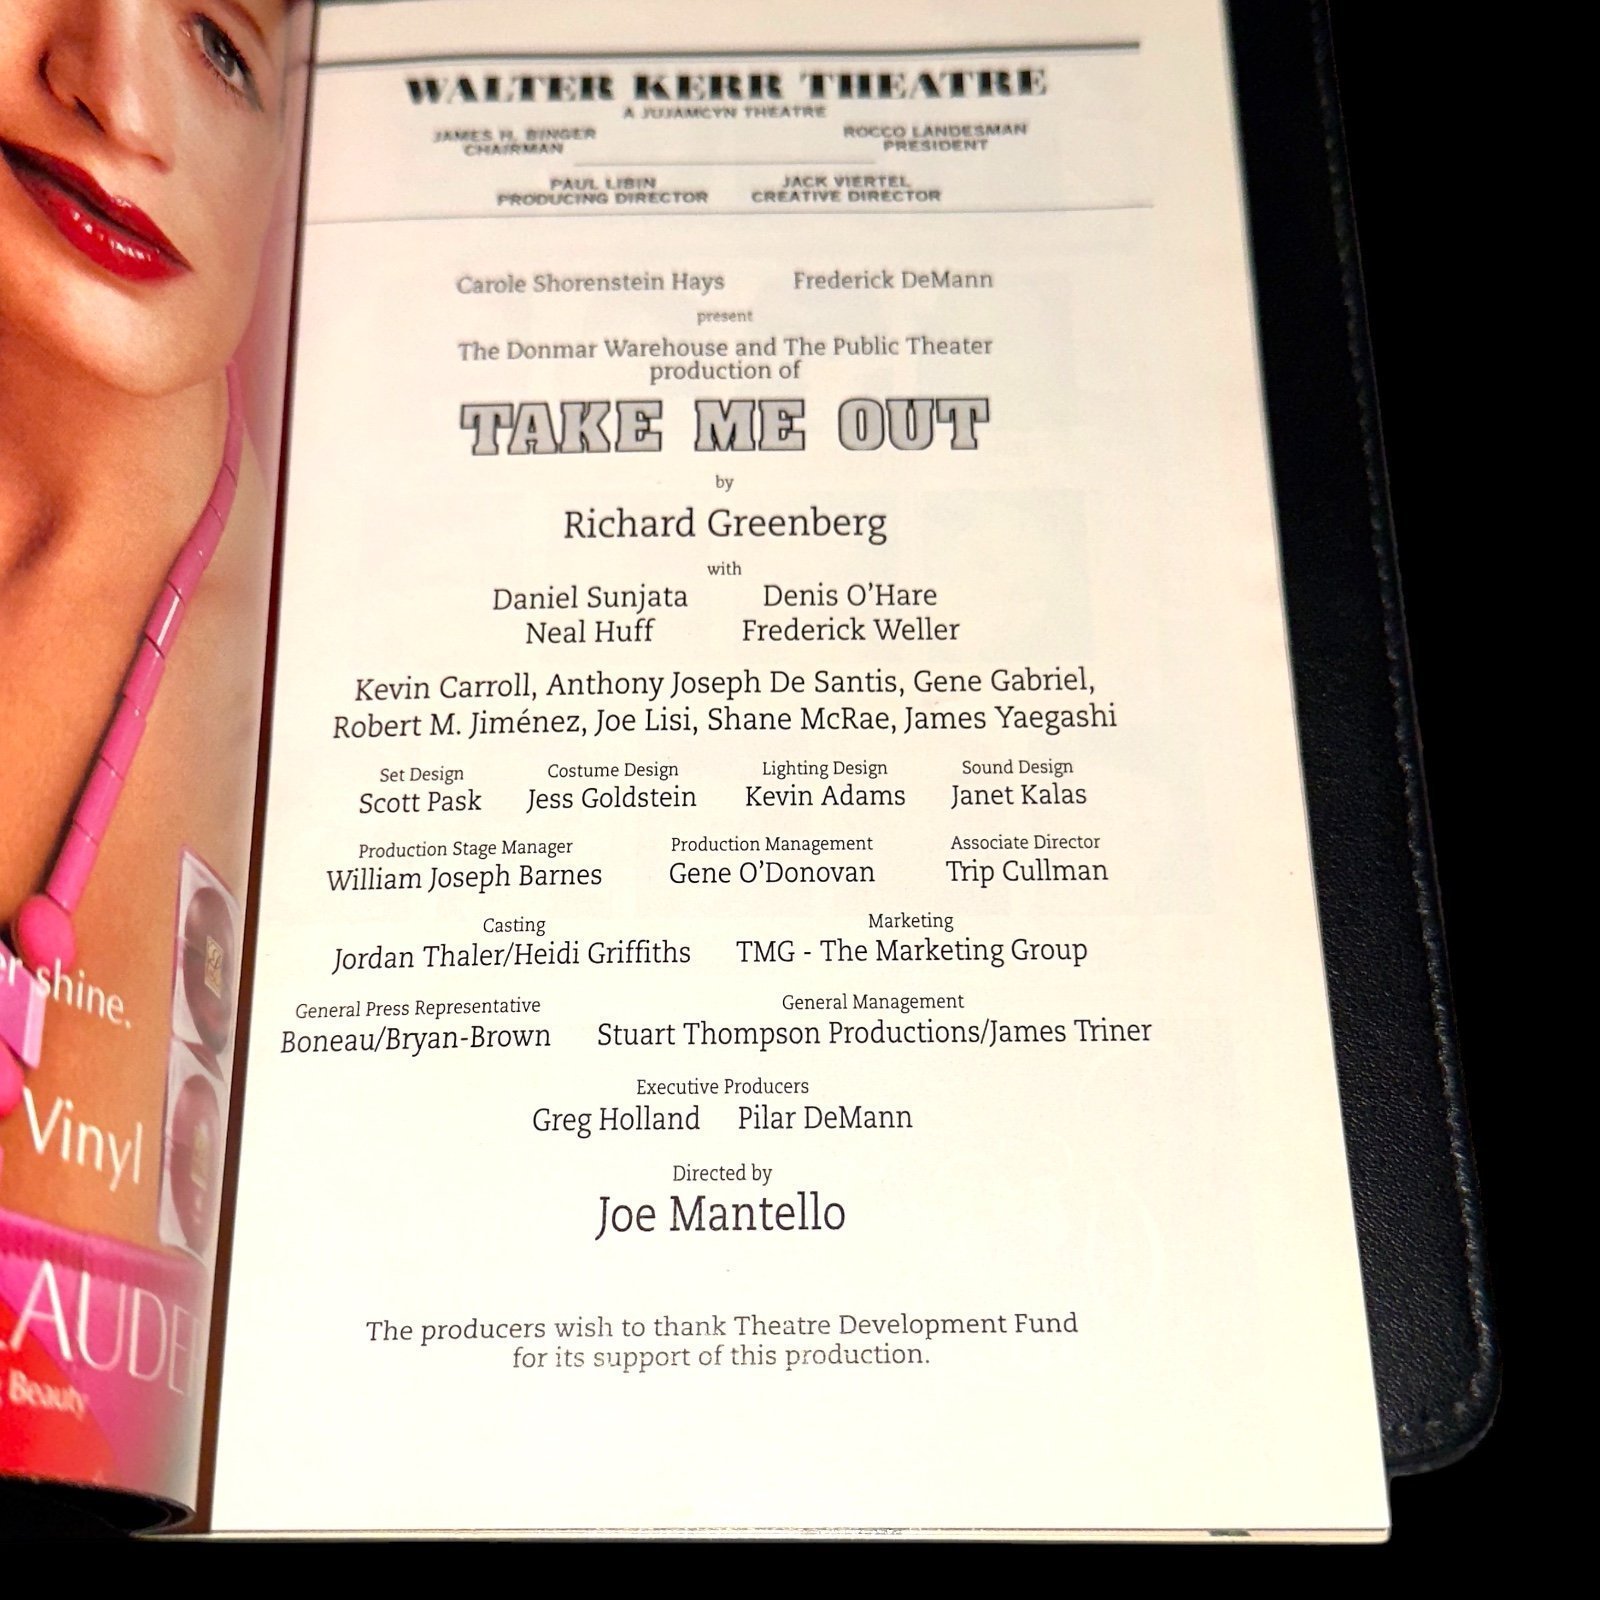 WALTER KERR THEATRE
A JUJAMCYN THEATRE
JAMES H. BINGER ROCCO LANDESMAN
CHAIRMAN PRESIDENT
PAUL LIBIN JACK VIERTEL
PRODUCING DIRECTOR CREATIVE DIRECTOR
Carole Shorenstein Hays Frederick DeMann
present
The Donmar Warehouse and The Public Theater
production of
TAKE ME OUT
by
Richard Greenberg
with
Daniel Sunjata Denis O'Hare
Neal Huff Frederick Weller
Kevin Carroll, Anthony Joseph De Santis, Gene Gabriel,
Robert M. Jiménez, Joe Lisi, Shane McRae, James Yaegashi
Set Design Costume Design Lighting Design Sound Design
Scott Pask Jess Goldstein Kevin Adams Janet Kalas
Production Stage Manager Production Management Associate Director
William Joseph Barnes Gene O'Donovan Trip Cullman
Casting Marketing
Jordan Thaler/Heidi Griffiths TMG - The Marketing Group
General Press Representative General Management
Boneau/Bryan-Brown Stuart Thompson Productions/James Triner
Executive Producers
Greg Holland Pilar DeMann
Directed by
Joe Mantello
The producers wish to thank Theatre Development Fund
for its support of this production.
shine.
Vinyl
LAUDER
Beauty